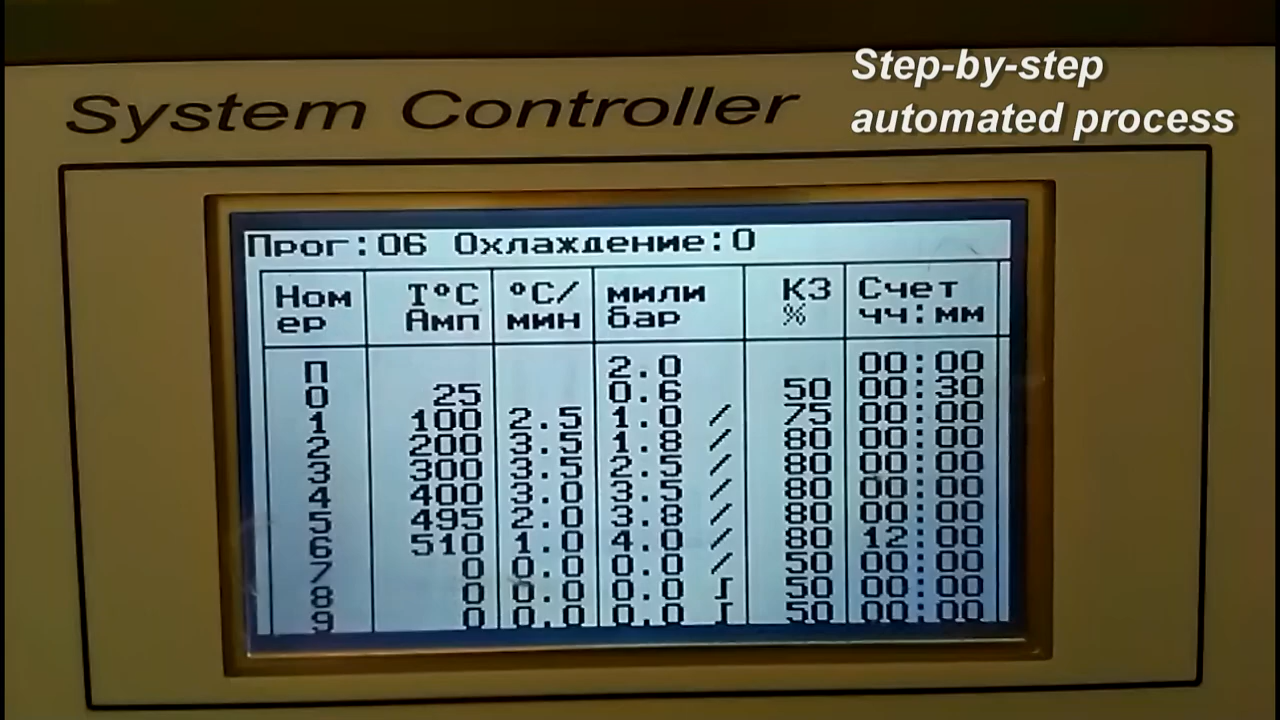 Step-by-step
automated process
System Controller
Прог:06 Охлаждение:0
Ном ер T°C Амп °C/ мин мили бар КЗ % Счет чч:мм
П 2.0 00:00
0 25 0.6 50 00:30
1 100 2.5 1.0 / 75 00:00
2 200 3.5 1.8 / 80 00:00
3 300 3.5 2.5 / 80 00:00
4 400 3.0 3.5 / 80 00:00
5 495 2.0 3.8 / 80 00:00
6 510 1.0 4.0 / 80 12:00
7 0 0.0 0.0 / 50 00:00
8 0 0.0 0.0 ʃ 50 00:00
9 0 0.0 0.0 ʃ 50 00:00